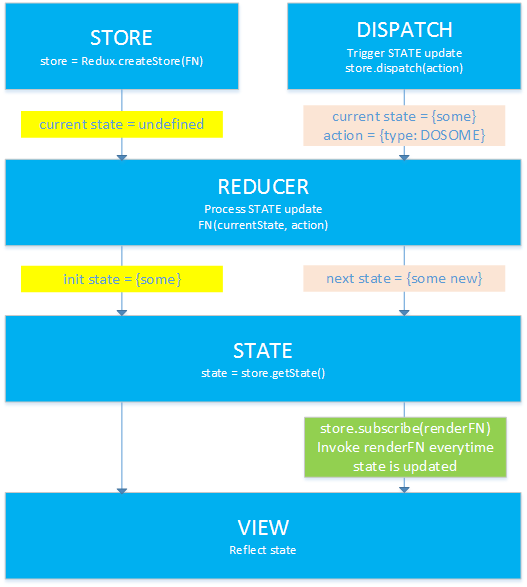 STORE
store = Redux.createStore(FN)
DISPATCH
Trigger STATE update
store.dispatch(action)
current state = undefined
current state = {some}
action = {type: DOSOME}
REDUCER
Process STATE update
FN(currentState, action)
init state = {some}
next state = {some new}
STATE
state = store.getState()
store.subscribe(renderFN)
Invoke renderFN everytime
state is updated
VIEW
Reflect state